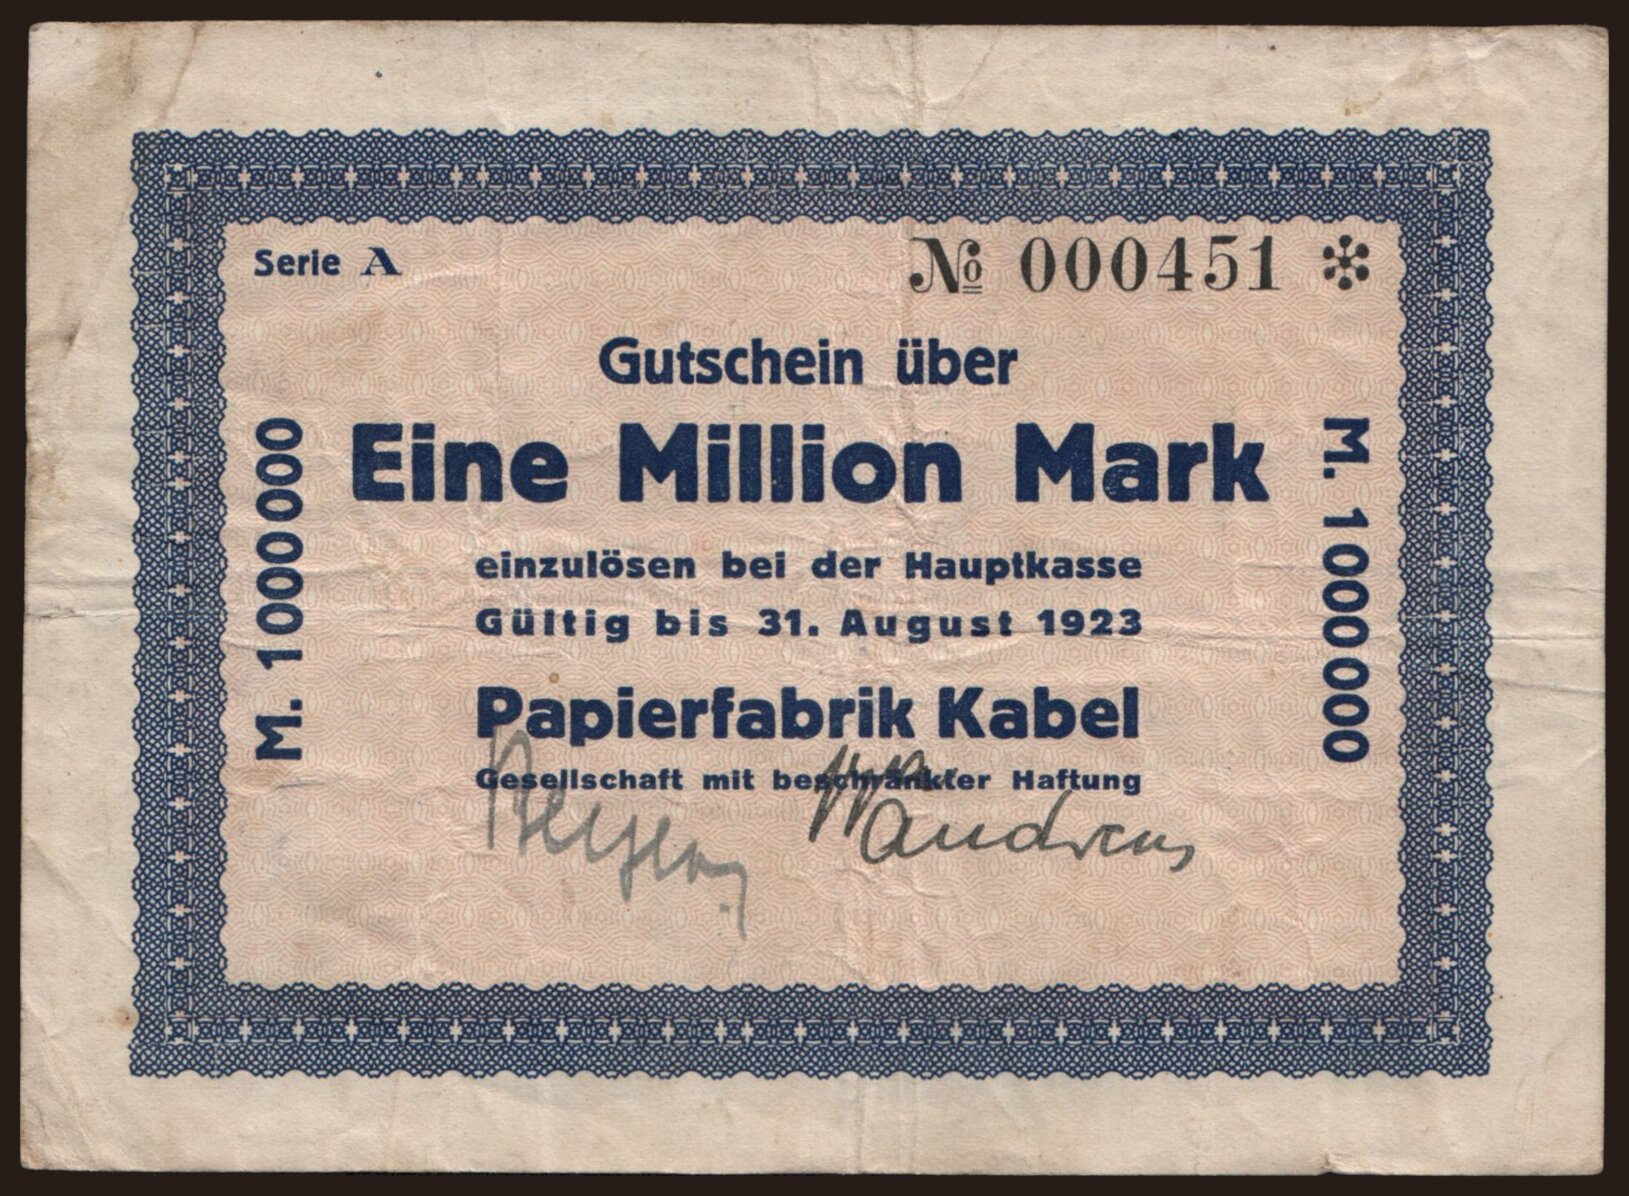 Serie A
№ 000451 *
Gutschein über
Eine Million Mark
einzulösen bei der Hauptkasse
Gültig bis 31. August 1923
Papierfabrik Kabel
Gesellschaft mit beschränkter Haftung
M. 1000000
M. 1000000